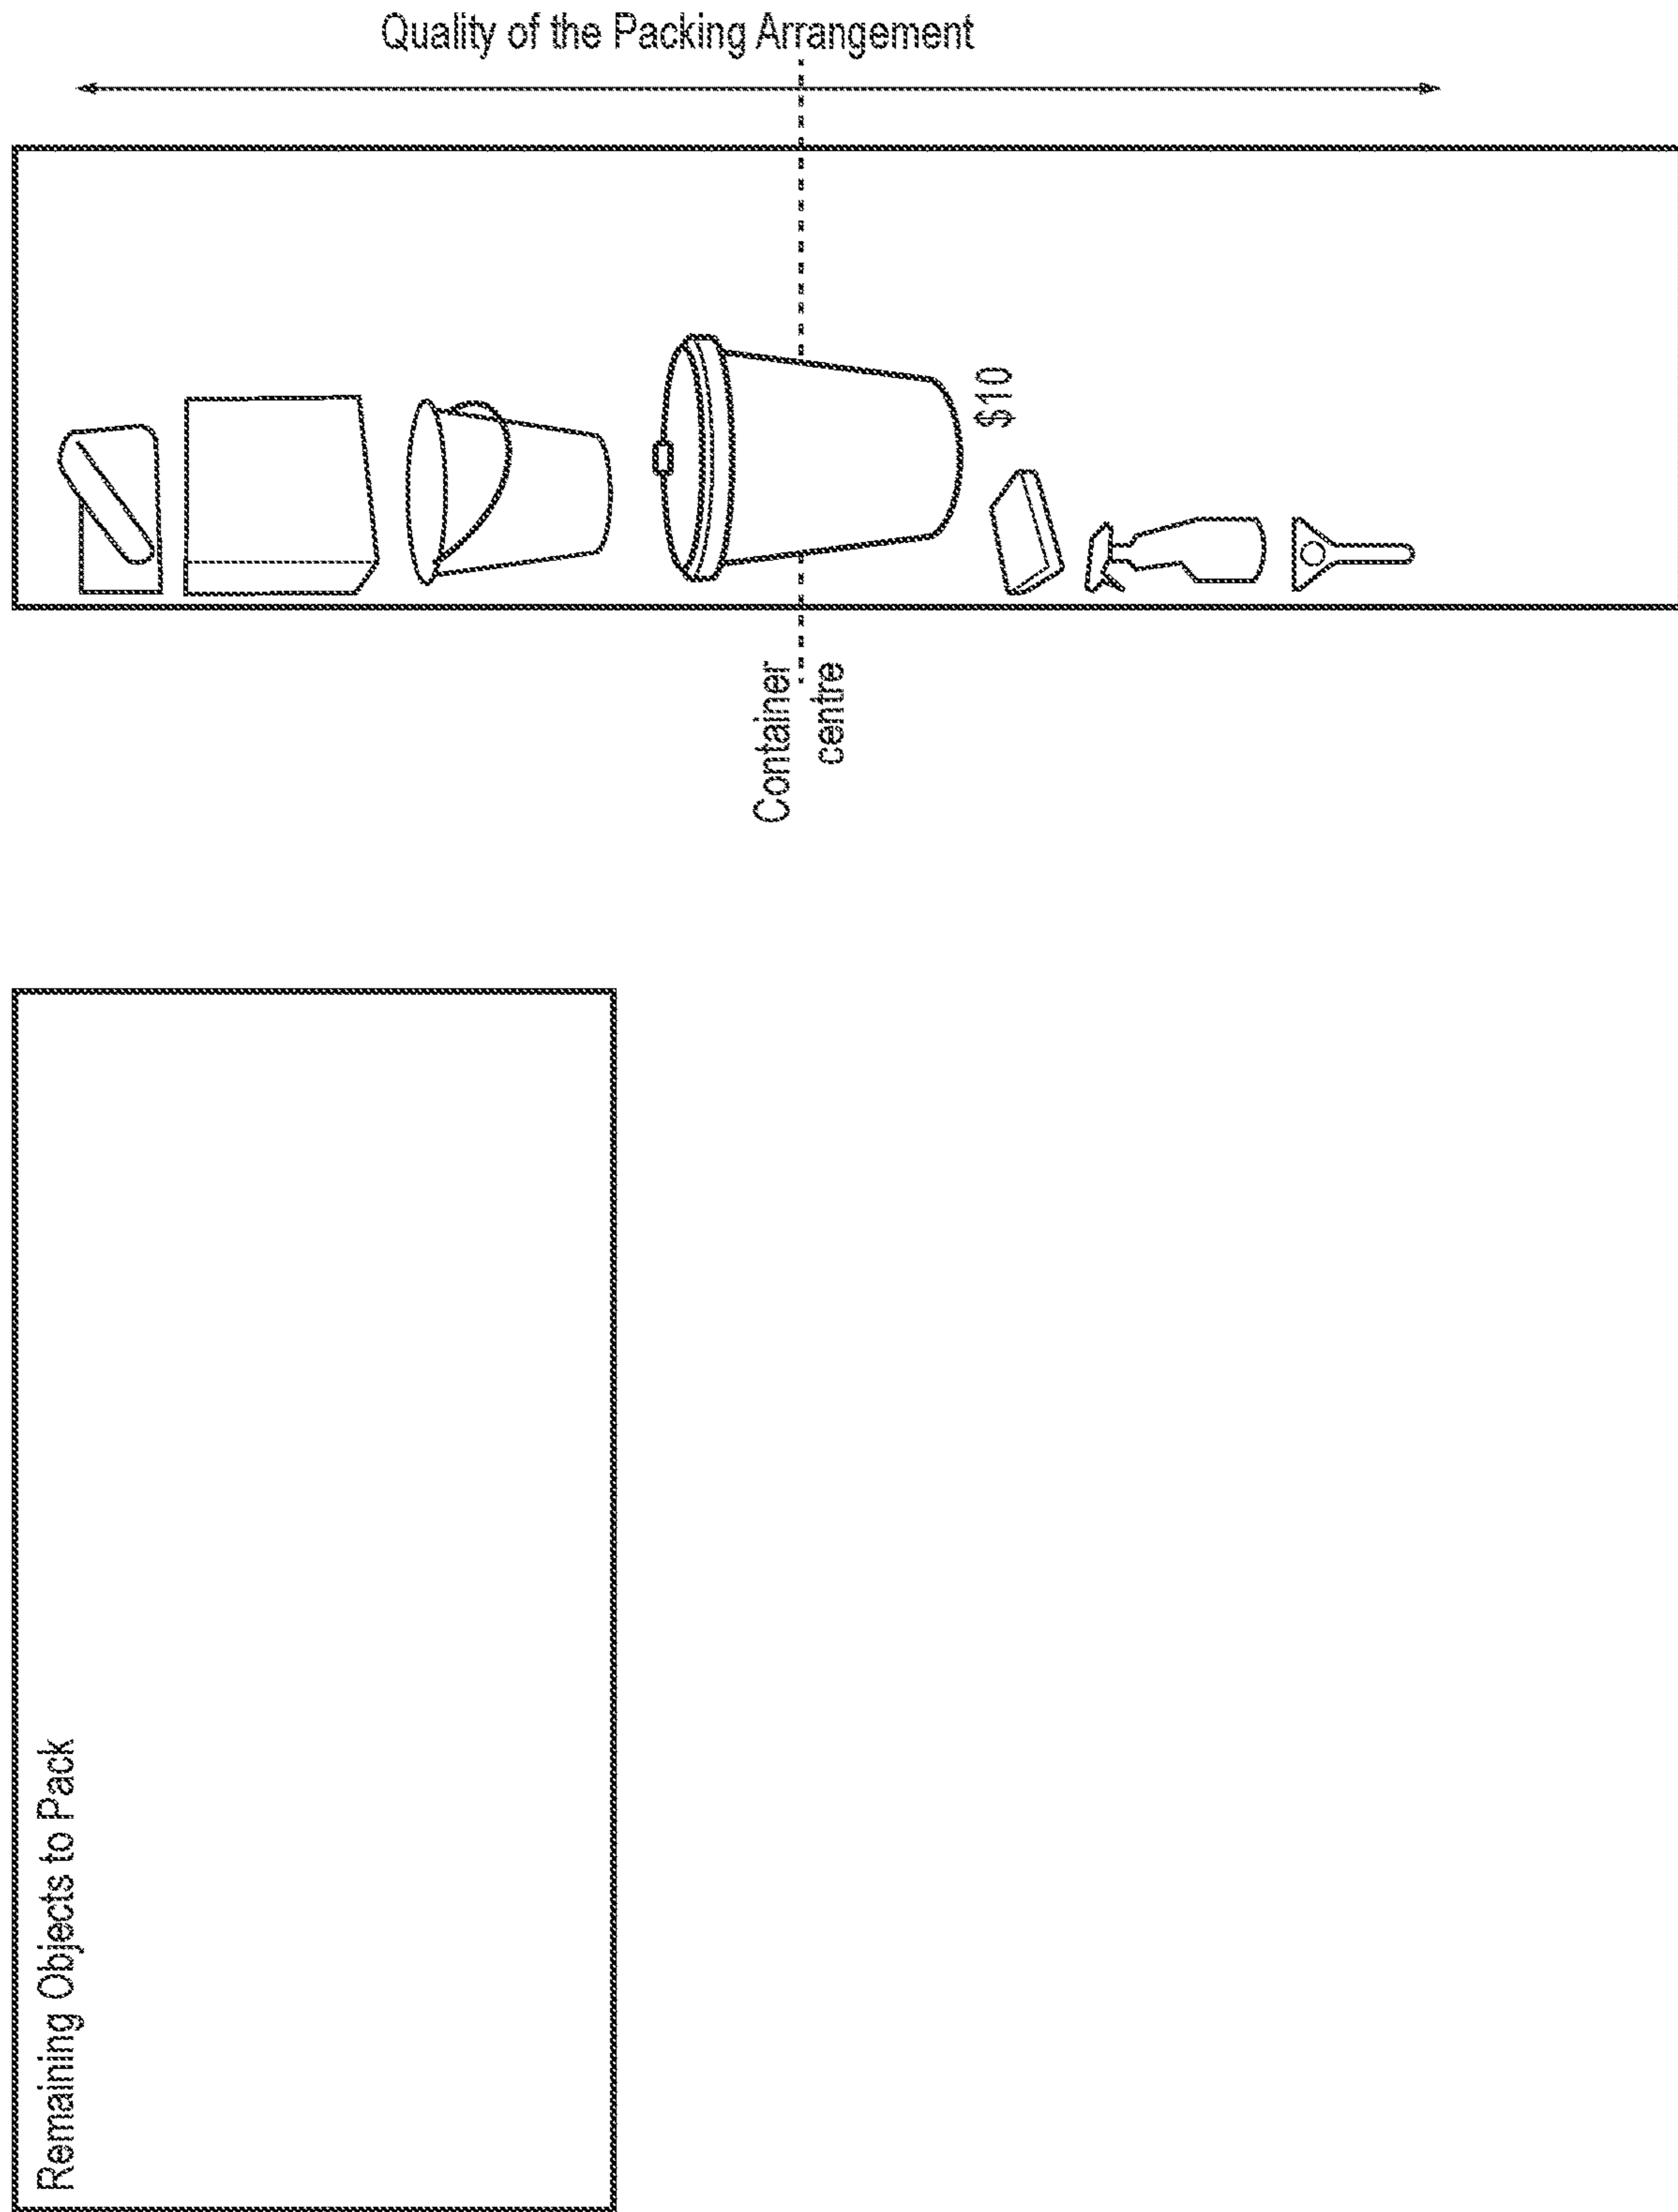 Quality of the Packing Arrangement
$10
Container
centre
Remaining Objects to Pack